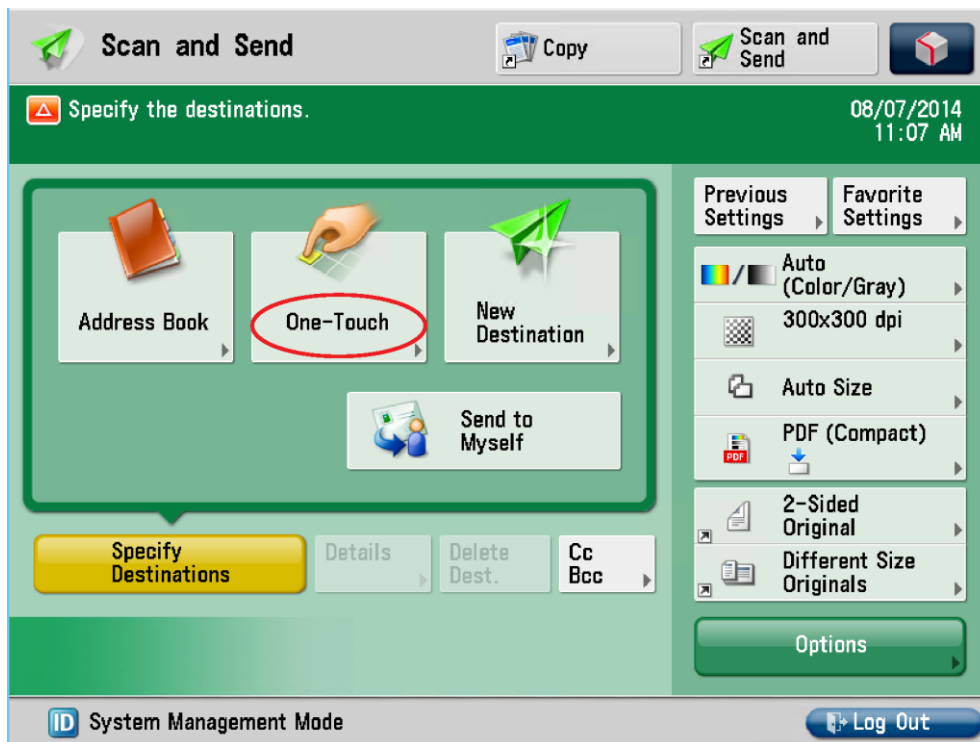 Scan and Send
Copy
Scan and
Send
Specify the destinations.
08/07/2014
11:07 AM
Address Book
One-Touch
New
Destination
Send to
Myself
Specify
Destinations
Details
Delete
Dest.
Cc
Bcc
Previous
Settings
Favorite
Settings
Auto
(Color/Gray)
300x300 dpi
Auto Size
PDF (Compact)
PDF
2-Sided
Original
Different Size
Originals
Options
ID System Management Mode
Log Out